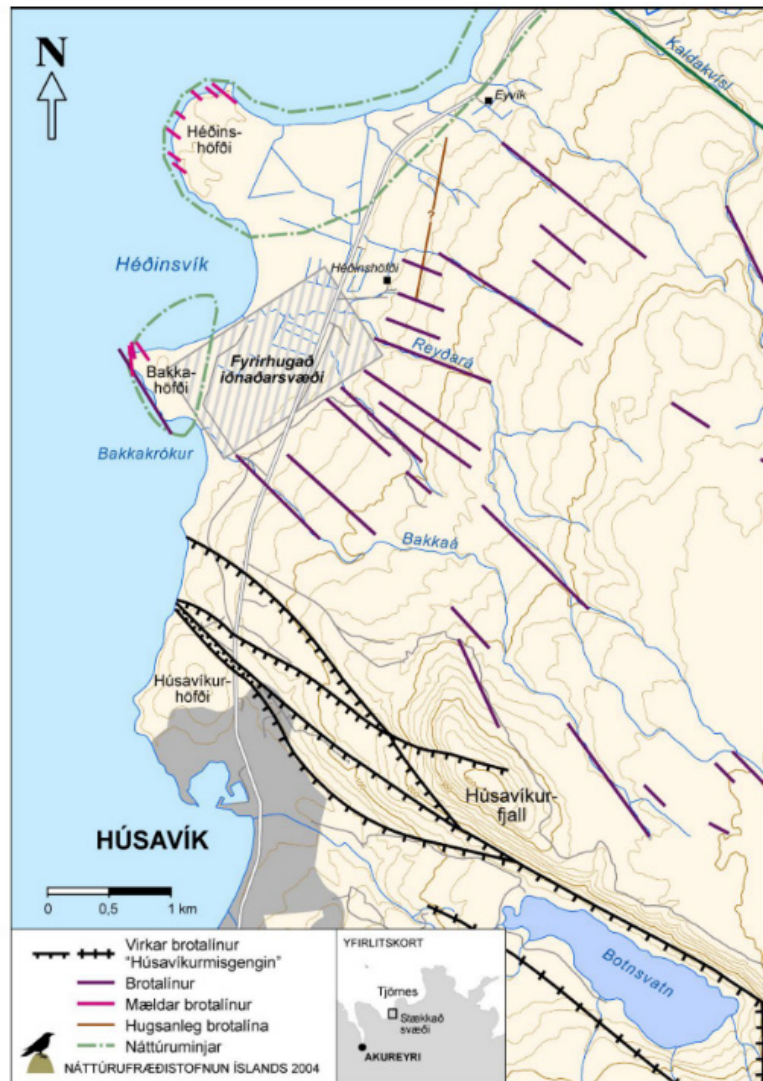 N
Kaldakvísl
Eyvík
Héðins-
höfði
?
Héðinsvík
Héðinshöfði
Fyrirhugað
iðnaðarsvæði
Reyðará
Bakka-
höfði
Bakkakrókur
Bakkaá
Húsavíkur-
höfði
Húsavíkur-
fjall
HÚSAVÍK
0 0,5 1 km
Botnsvatn
Virkar brotalínur
"Húsavíkurmisgengin"
Brotalínur
Mældar brotalínur
Hugsanleg brotalína
Náttúruminjar
NÁTTÚRUFRÆÐISTOFNUN ÍSLANDS 2004
YFIRLITSKORT
Tjörnes
Stækkað
svæði
AKUREYRI